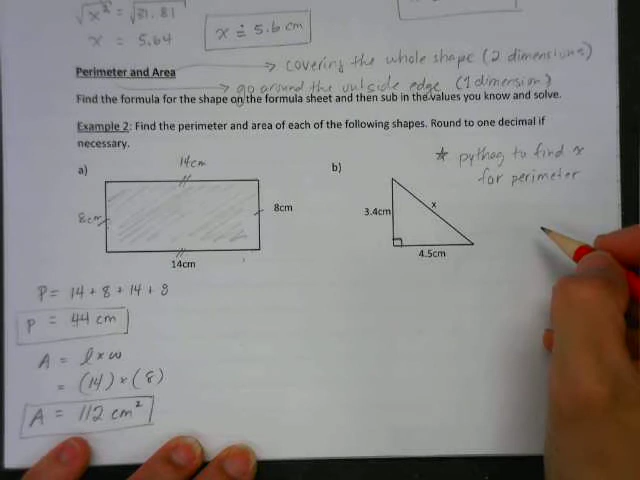 √x² = √31.81
x = 5.64
x ≐ 5.6 cm
→ covering the whole shape (2 dimensions)
Perimeter and Area
→ go around the outside edge (1 dimension)
Find the formula for the shape on the formula sheet and then sub in the values you know and solve.
Example 2: Find the perimeter and area of each of the following shapes. Round to one decimal if
necessary.
a)
14cm
8cm
8cm
14cm
P = 14 + 8 + 14 + 8
P = 44 cm
A = l x w
= (14) x (8)
A = 112 cm²
b)
* pythag to find x
for perimeter
3.4cm
x
4.5cm